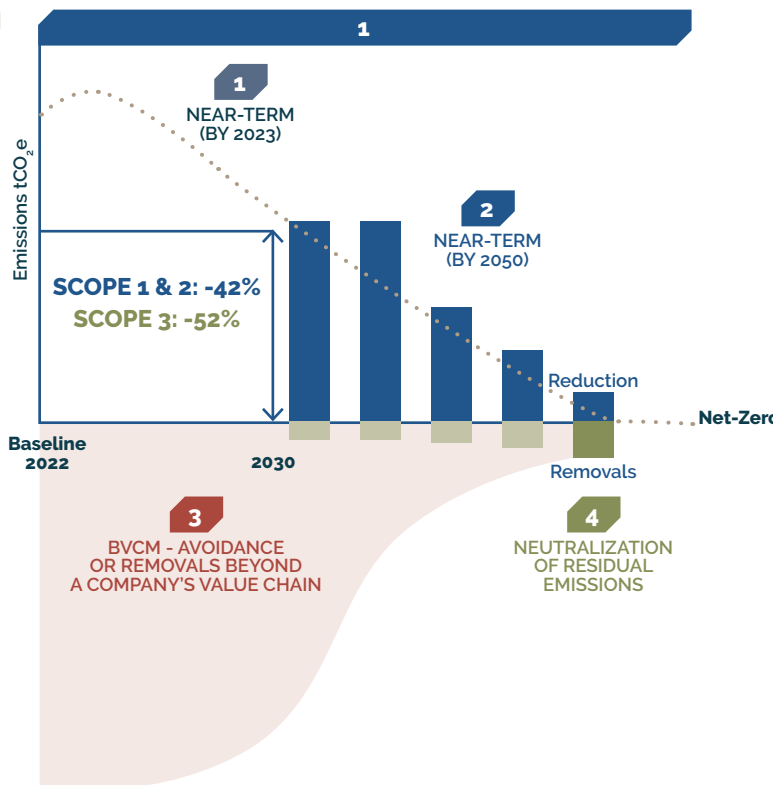 1
1
NEAR-TERM
(BY 2023)
Emissions tCO₂e
2
NEAR-TERM
(BY 2050)
SCOPE 1 & 2: -42%
SCOPE 3: -52%
Reduction
Net-Zero
Baseline
2022
2030
Removals
3
BVCM - AVOIDANCE
OR REMOVALS BEYOND
A COMPANY'S VALUE CHAIN
4
NEUTRALIZATION
OF RESIDUAL
EMISSIONS